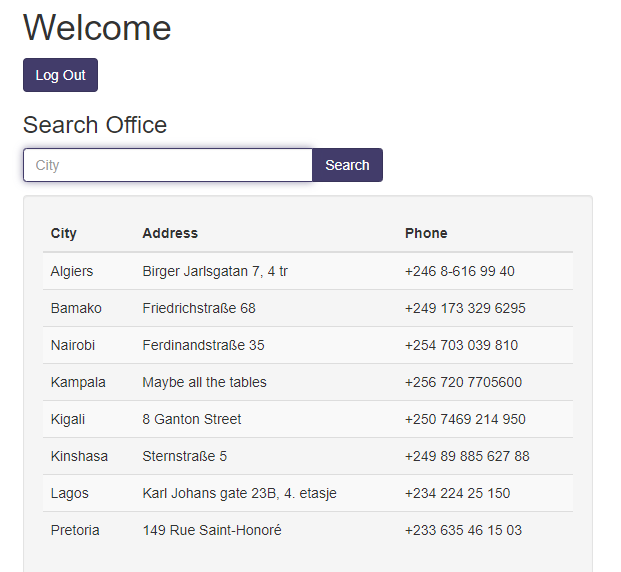 Welcome
Log Out
Search Office
City Search
City Address Phone
Algiers Birger Jarlsgatan 7, 4 tr +246 8-616 99 40
Bamako Friedrichstraße 68 +249 173 329 6295
Nairobi Ferdinandstraße 35 +254 703 039 810
Kampala Maybe all the tables +256 720 7705600
Kigali 8 Ganton Street +250 7469 214 950
Kinshasa Sternstraße 5 +249 89 885 627 88
Lagos Karl Johans gate 23B, 4. etasje +234 224 25 150
Pretoria 149 Rue Saint-Honoré +233 635 46 15 03